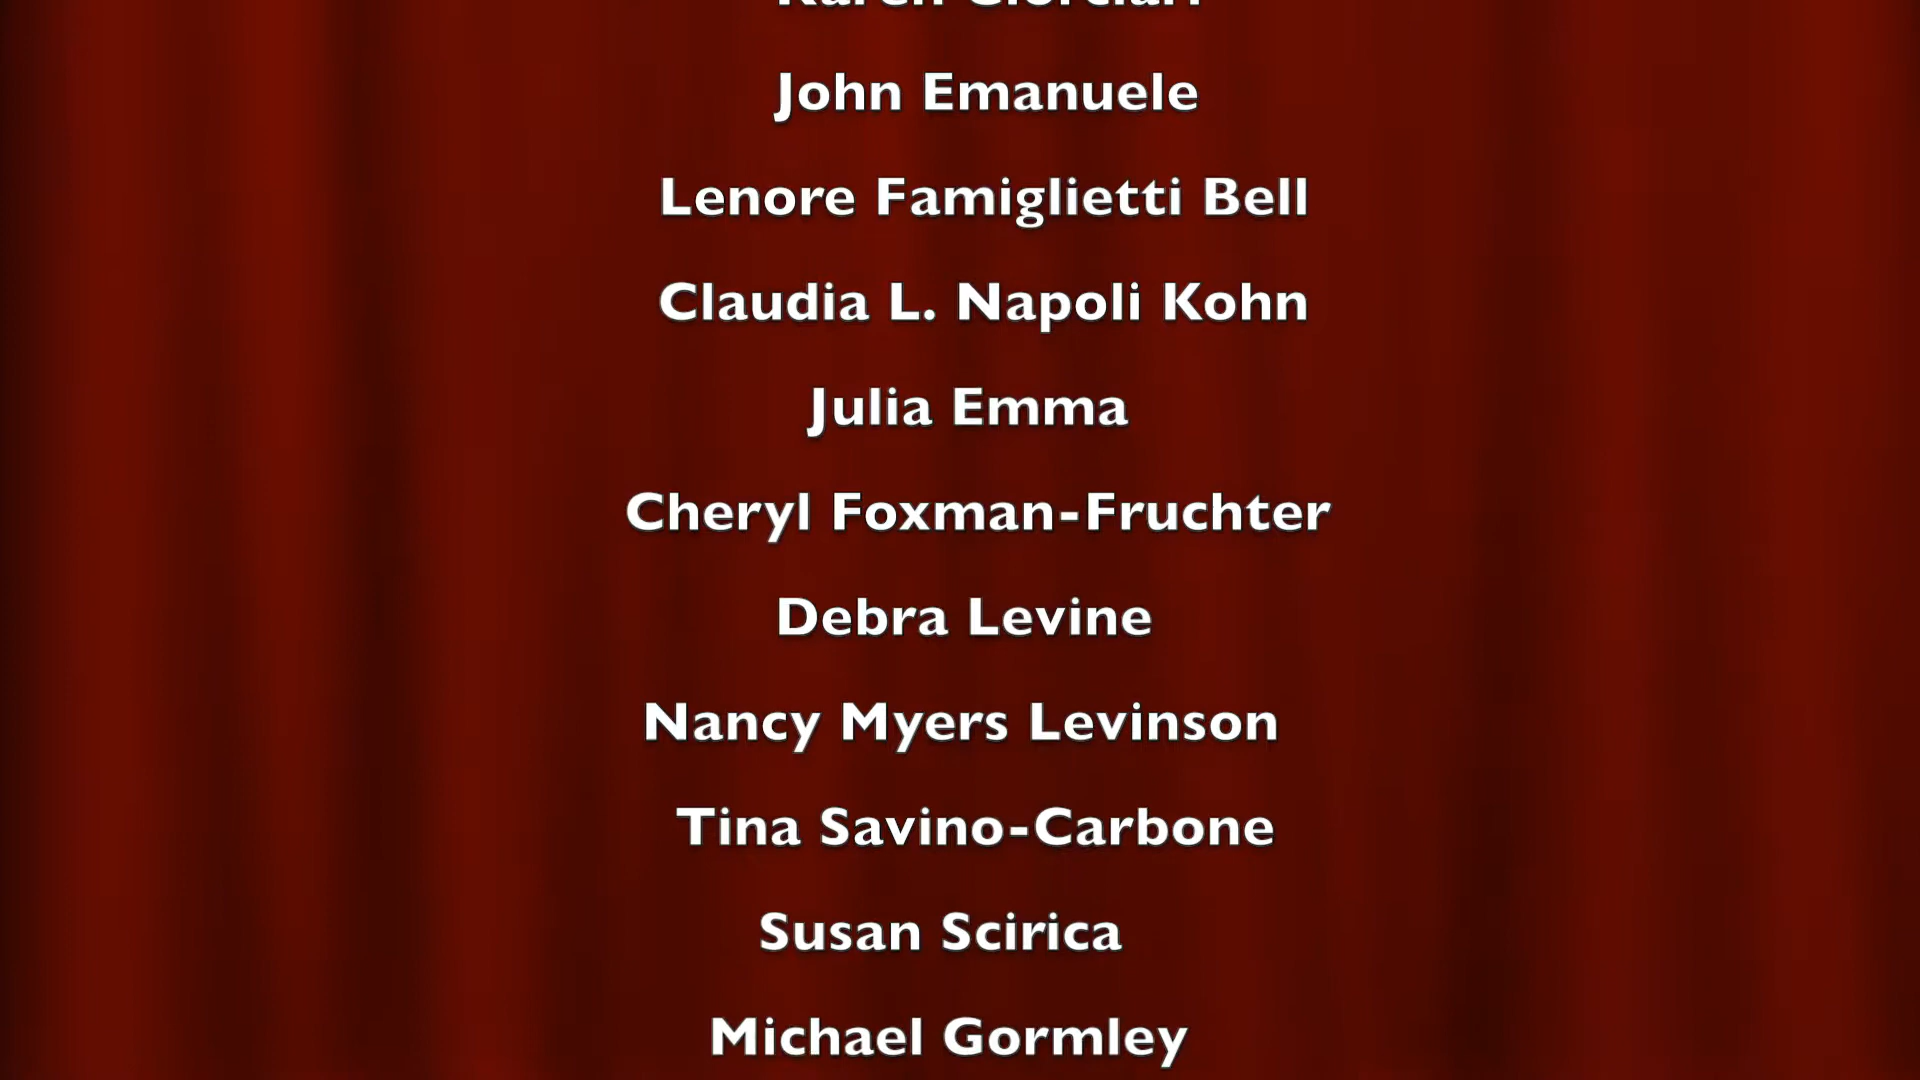 John Emanuele
Lenore Famiglietti Bell
Claudia L. Napoli Kohn
Julia Emma
Cheryl Foxman-Fruchter
Debra Levine
Nancy Myers Levinson
Tina Savino-Carbone
Susan Scirica
Michael Gormley